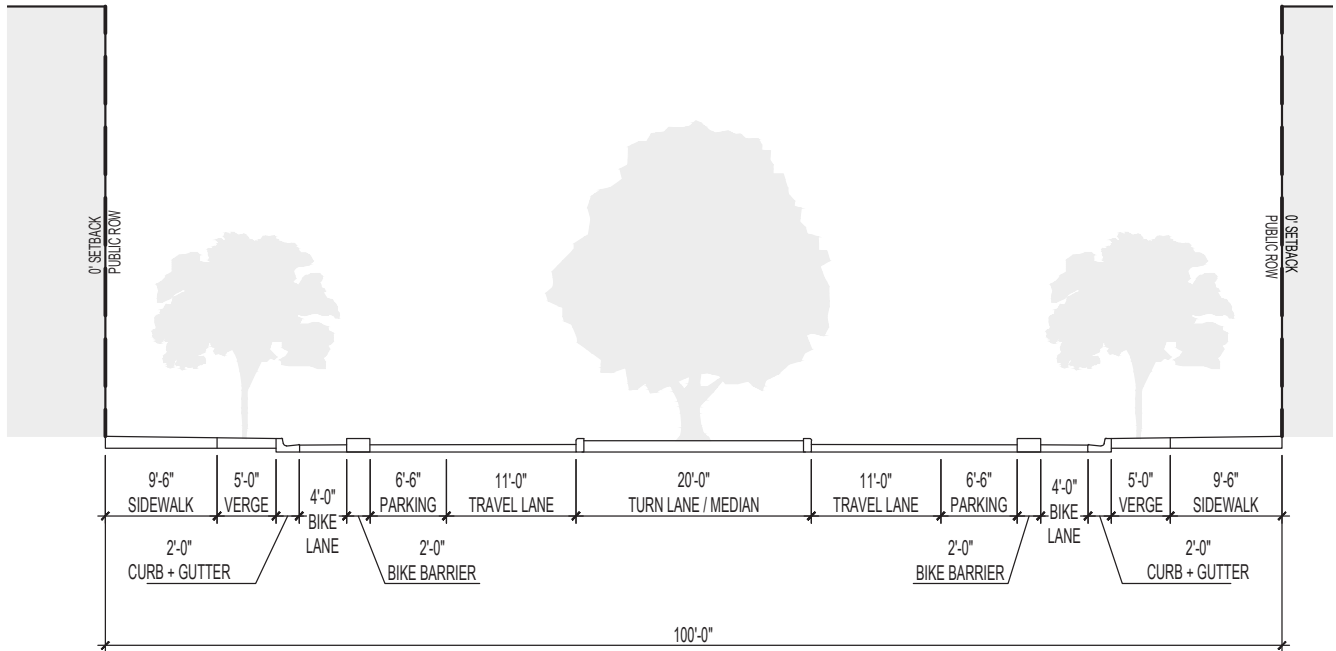 0' SETBACK
PUBLIC ROW
0' SETBACK
PUBLIC ROW
9'-6"
SIDEWALK
5'-0"
VERGE
4'-0"
BIKE
LANE
6'-6"
PARKING
11'-0"
TRAVEL LANE
20'-0"
TURN LANE / MEDIAN
11'-0"
TRAVEL LANE
6'-6"
PARKING
4'-0"
BIKE
LANE
5'-0"
VERGE
9'-6"
SIDEWALK
2'-0"
CURB + GUTTER
2'-0"
BIKE BARRIER
2'-0"
BIKE BARRIER
2'-0"
CURB + GUTTER
100'-0"